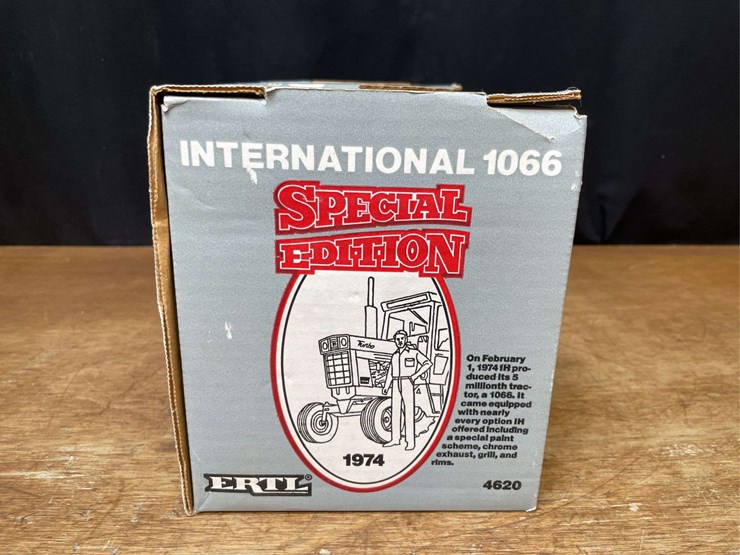 INTERNATIONAL 1066
SPECIAL
EDITION
Turbo
On February
1, 1974 IH pro-
duced its 5
millionth trac-
tor, a 1066. It
came equipped
with nearly
every option IH
offered including
a special paint
scheme, chrome
exhaust, grill, and
rims.
1974
ERTL®
4620